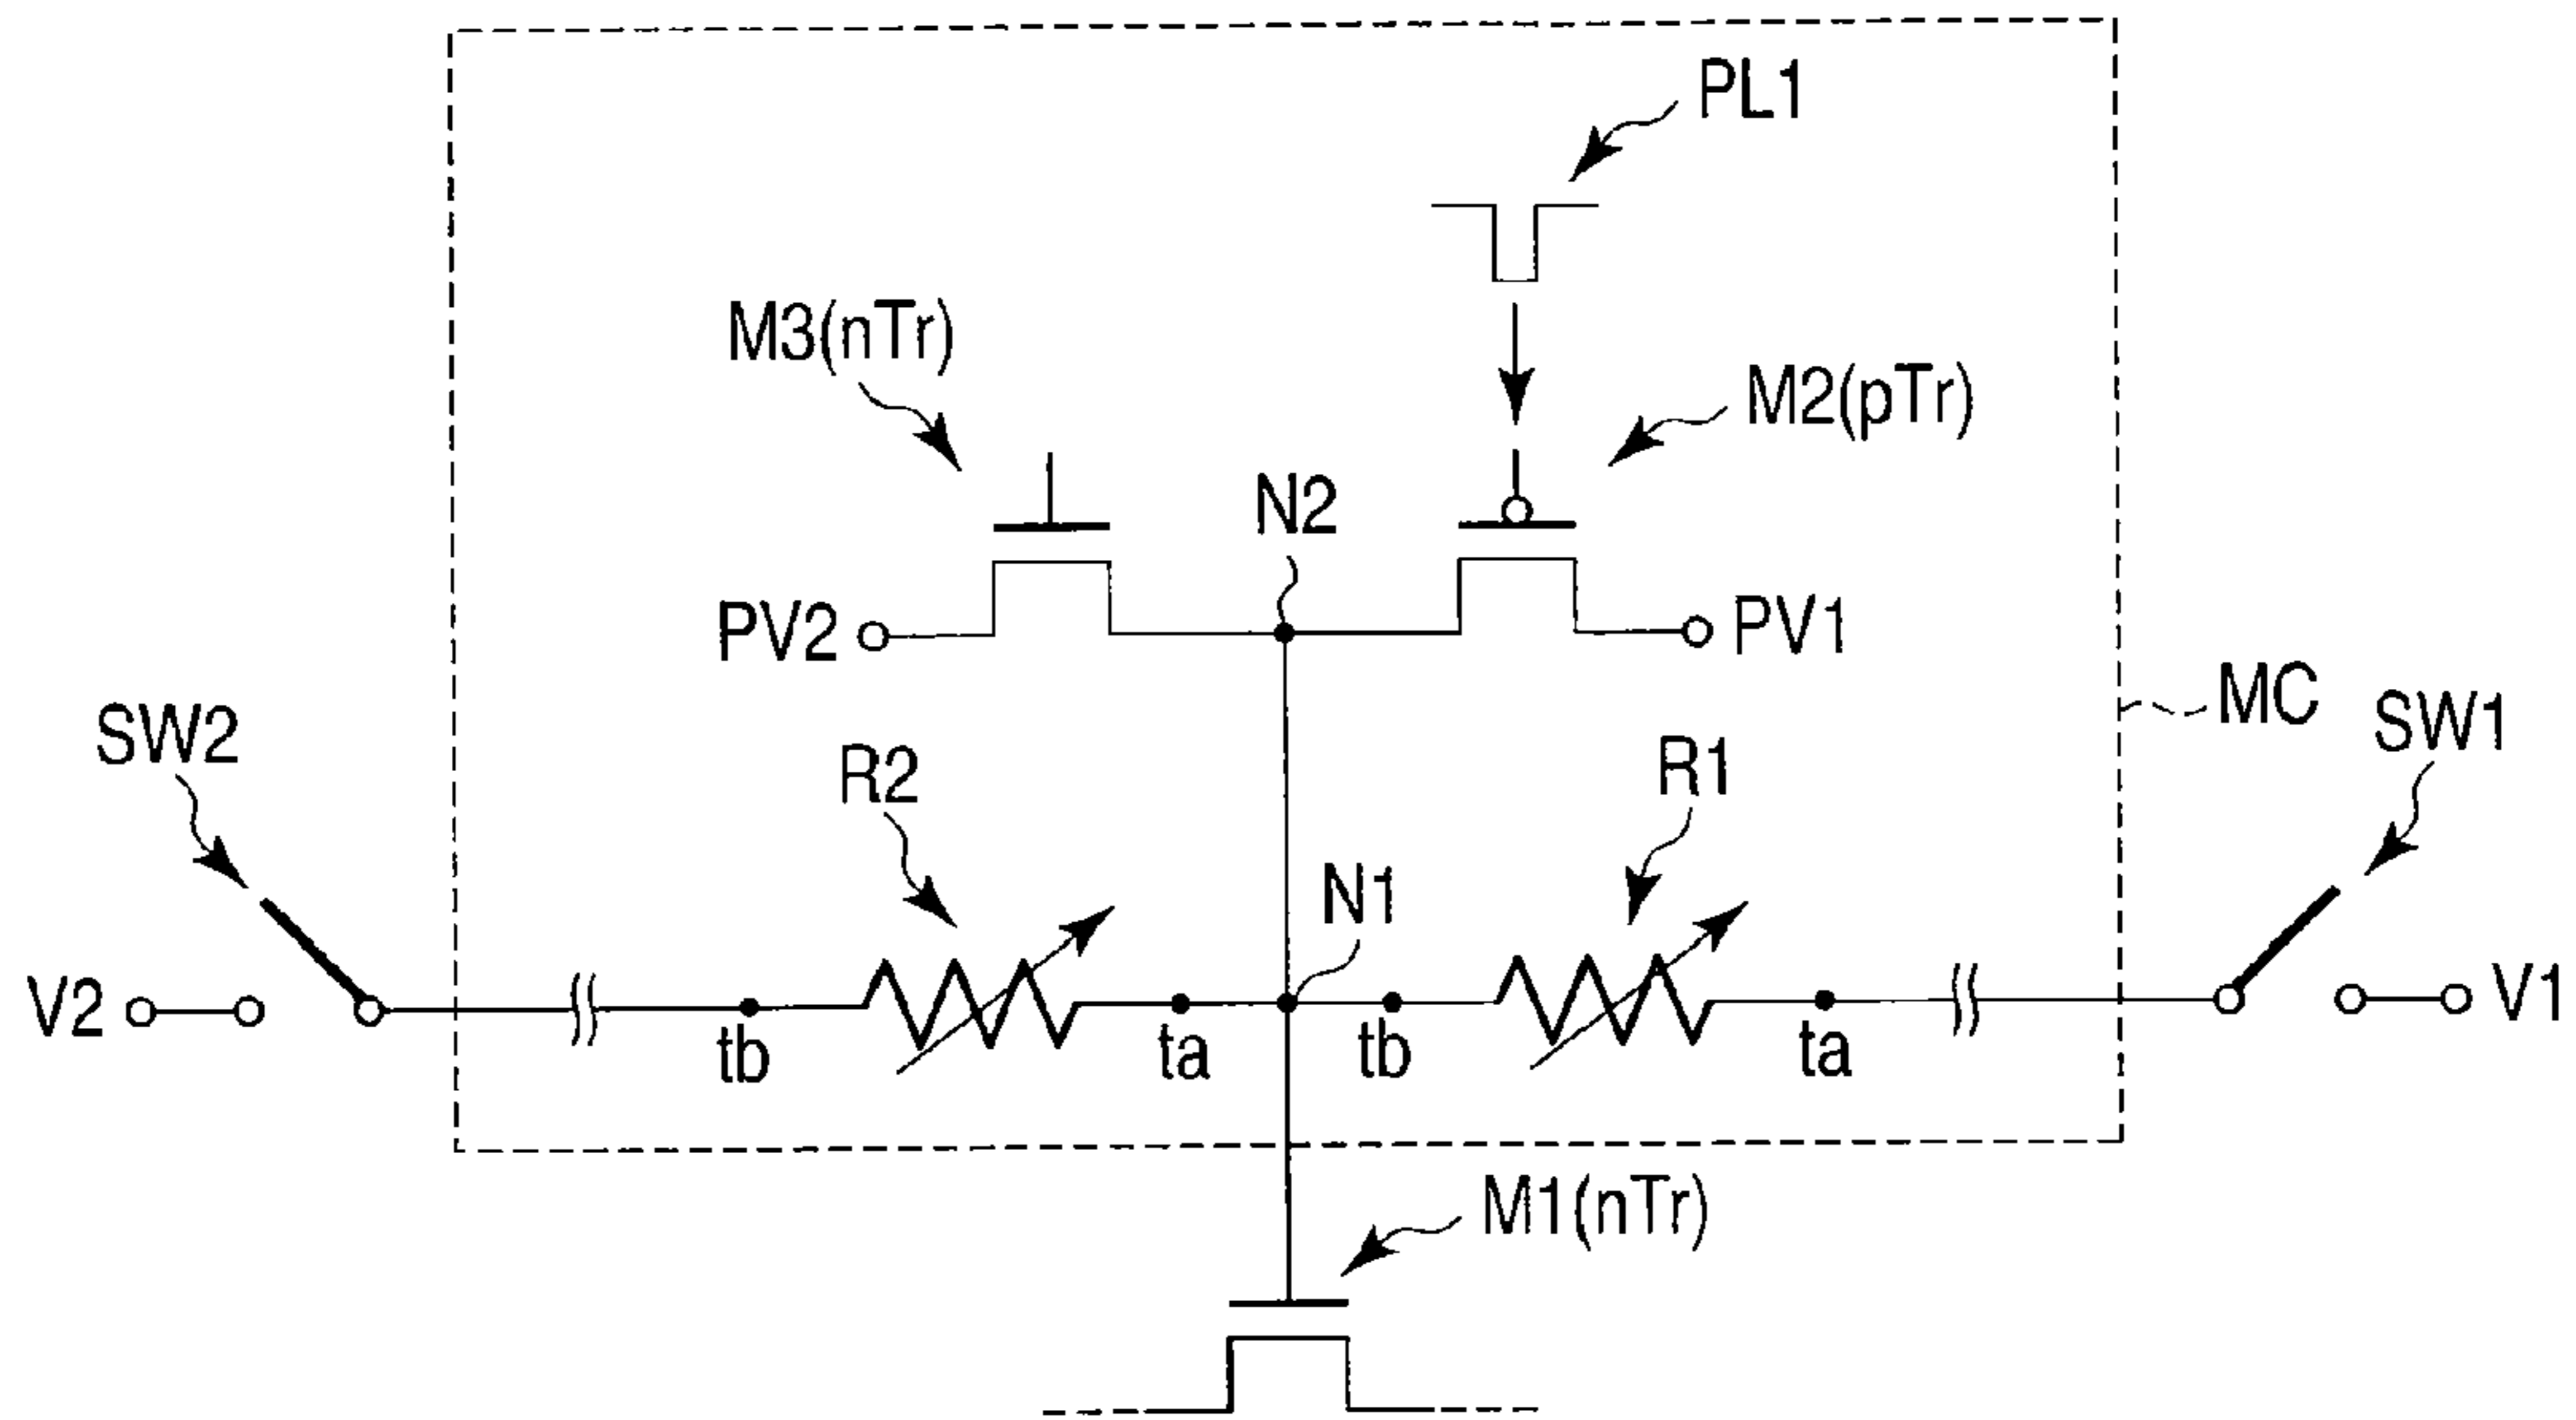 PL1
M3(nTr)
M2(pTr)
N2
PV2
PV1
MC
SW2
SW1
R2
R1
N1
V2
V1
tb
ta
tb
ta
M1(nTr)